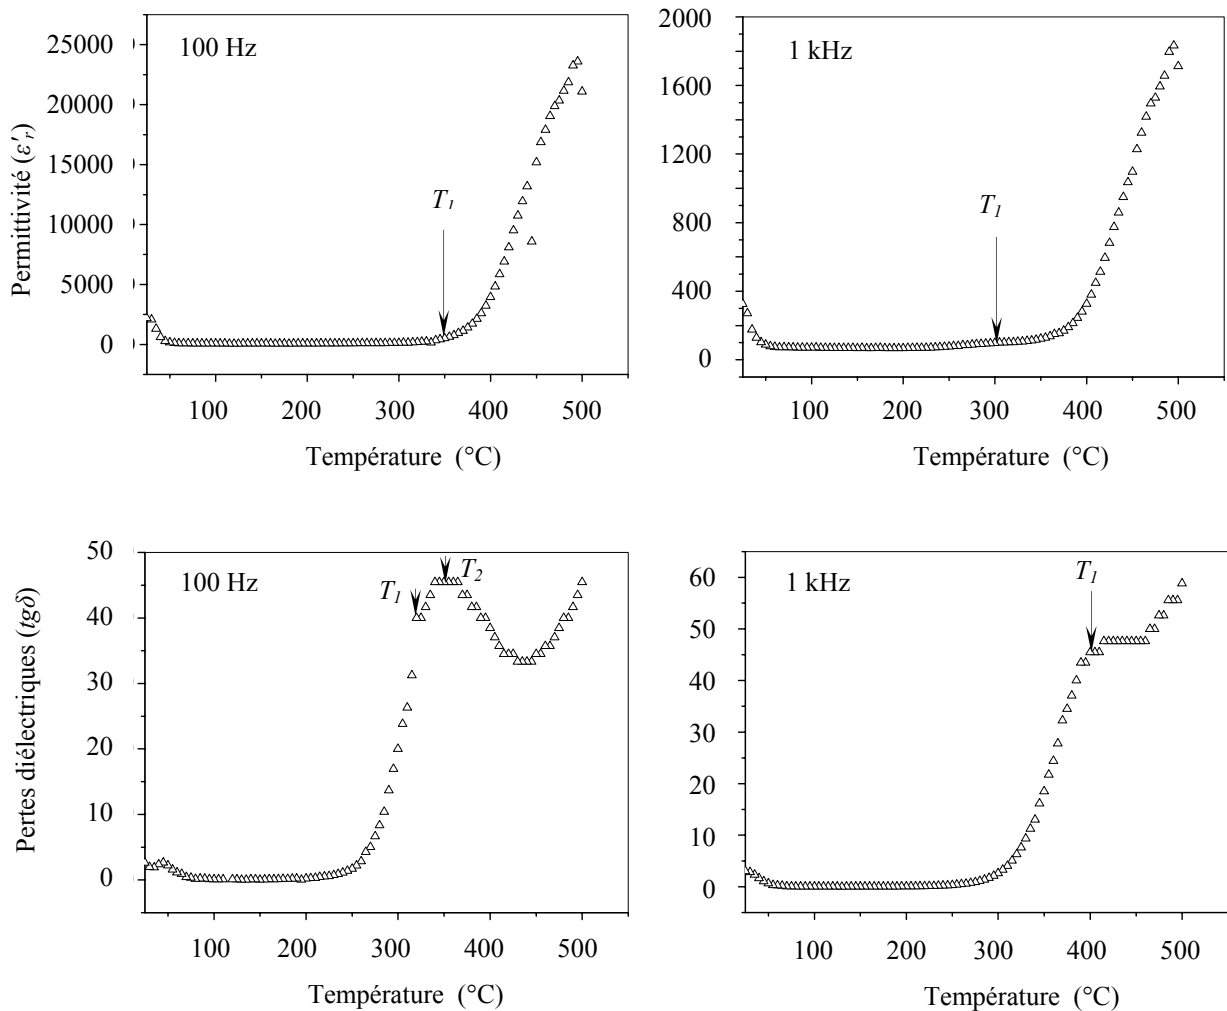 100 Hz
25000
20000
15000
10000
5000
0
Permittivité (ε'r)
T1
100 200 300 400 500
Température (°C)
1 kHz
2000
1600
1200
800
400
0
T1
100 200 300 400 500
Température (°C)
100 Hz
50
40
30
20
10
0
Pertes diélectriques (tgδ)
T1
T2
100 200 300 400 500
Température (°C)
1 kHz
60
50
40
30
20
10
0
T1
100 200 300 400 500
Température (°C)